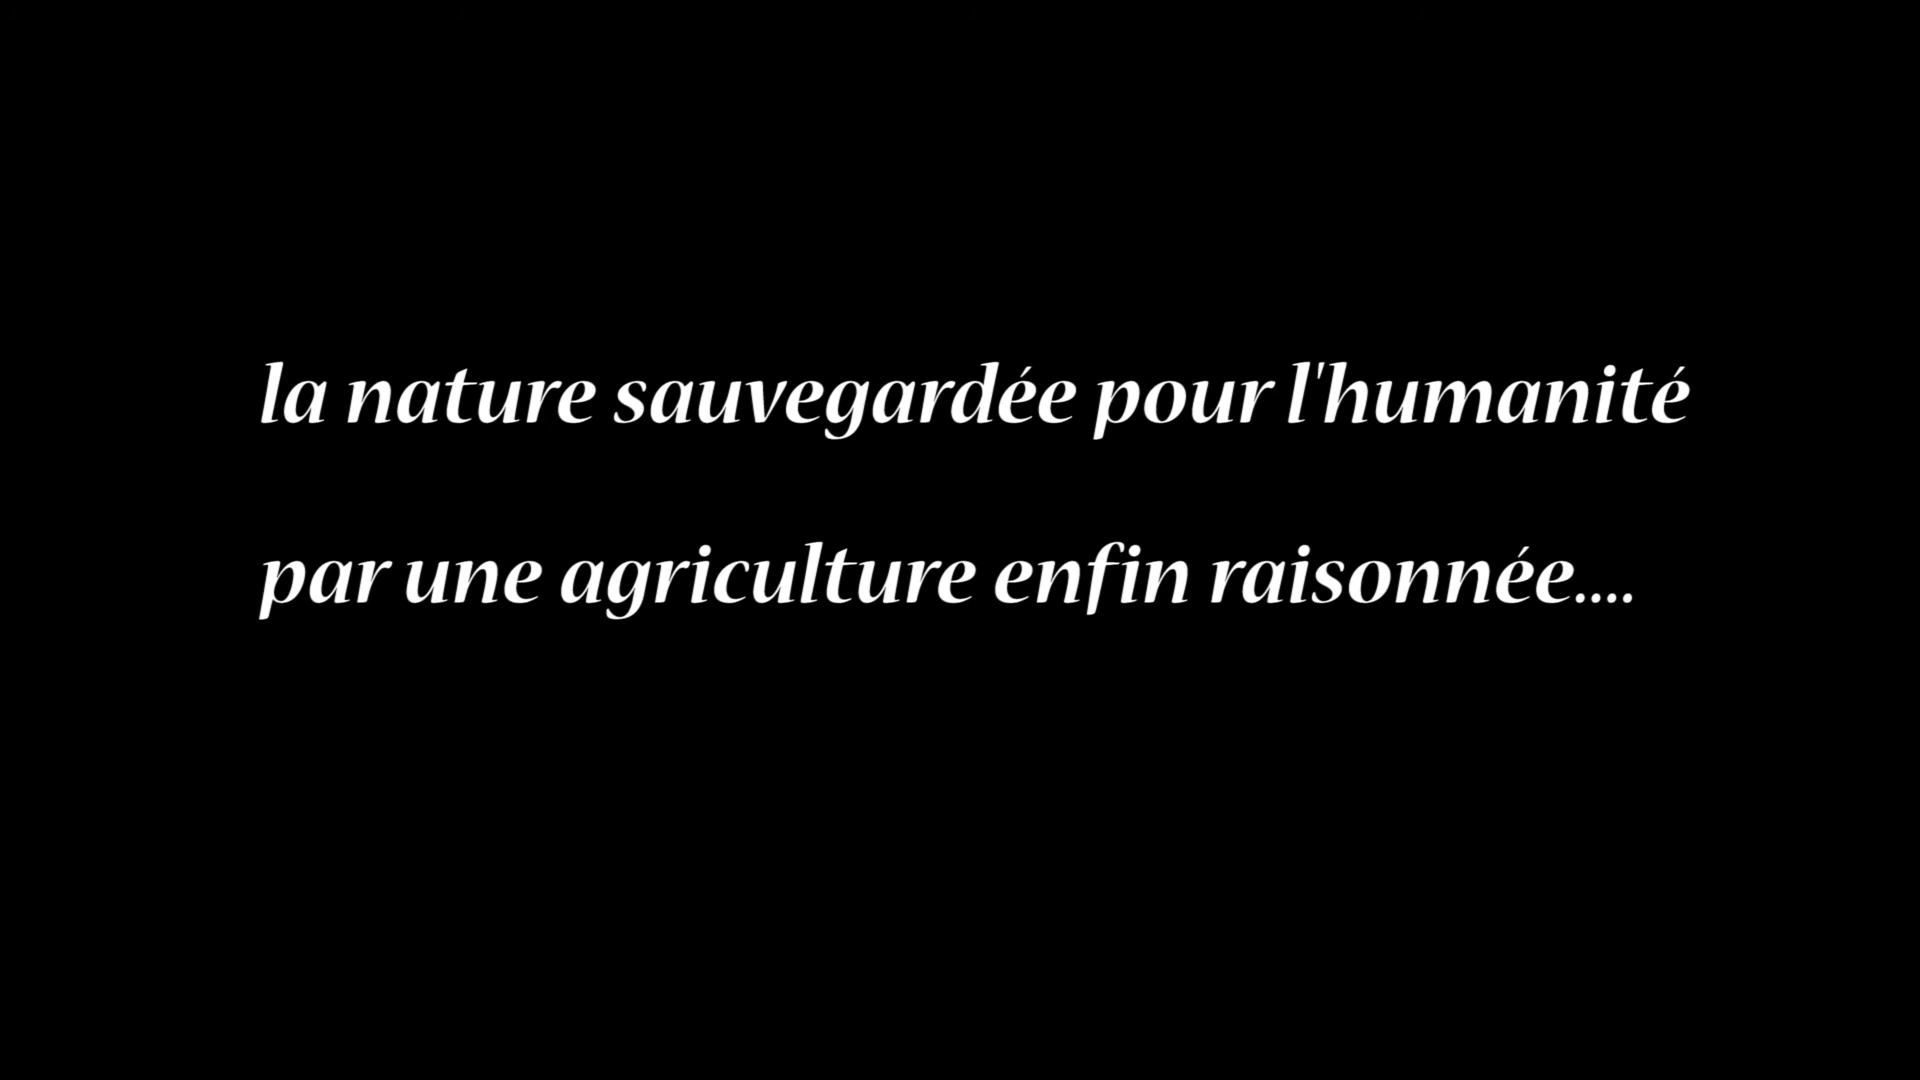 la nature sauvegardée pour l'humanité
par une agriculture enfin raisonnée....